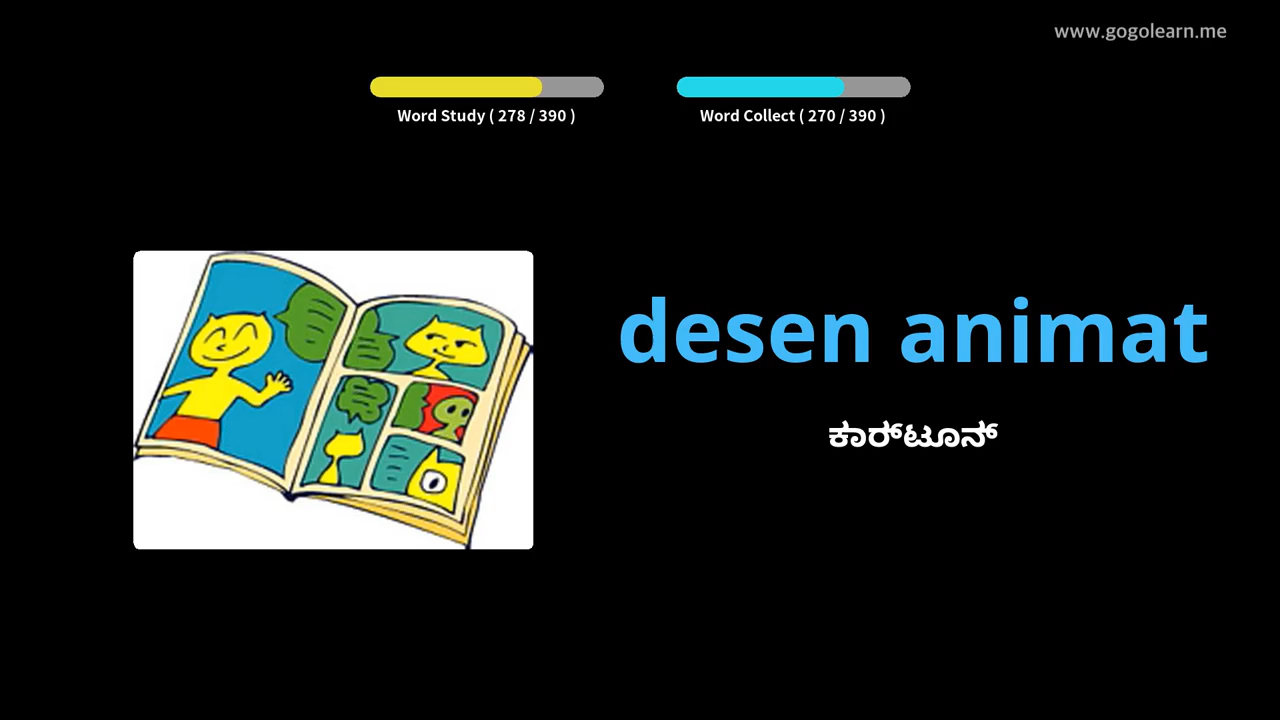 www.gogolearn.me
Word Study ( 278 / 390 )
Word Collect ( 270 / 390 )
desen animat
ಕಾರ್‌ಟೂನ್